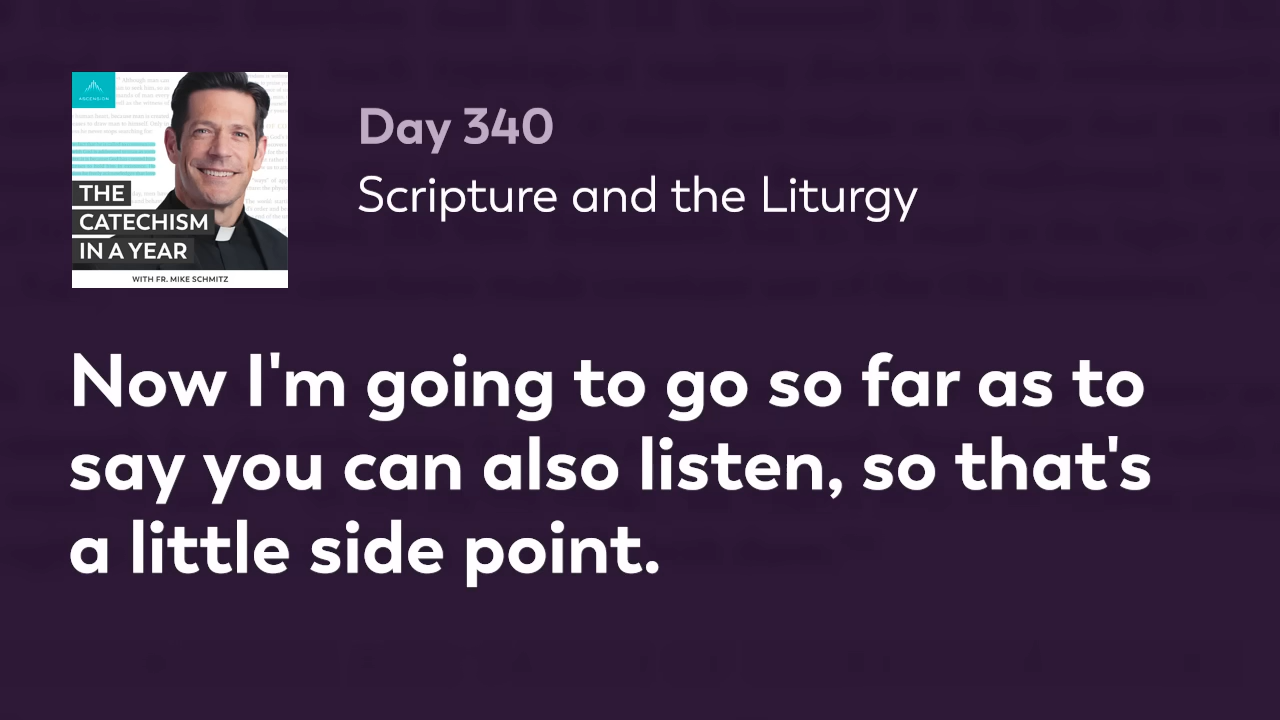 ASCENSION
THE
CATECHISM
IN A YEAR
WITH FR. MIKE SCHMITZ
Day 340
Scripture and the Liturgy
Now I'm going to go so far as to
say you can also listen, so that's
a little side point.